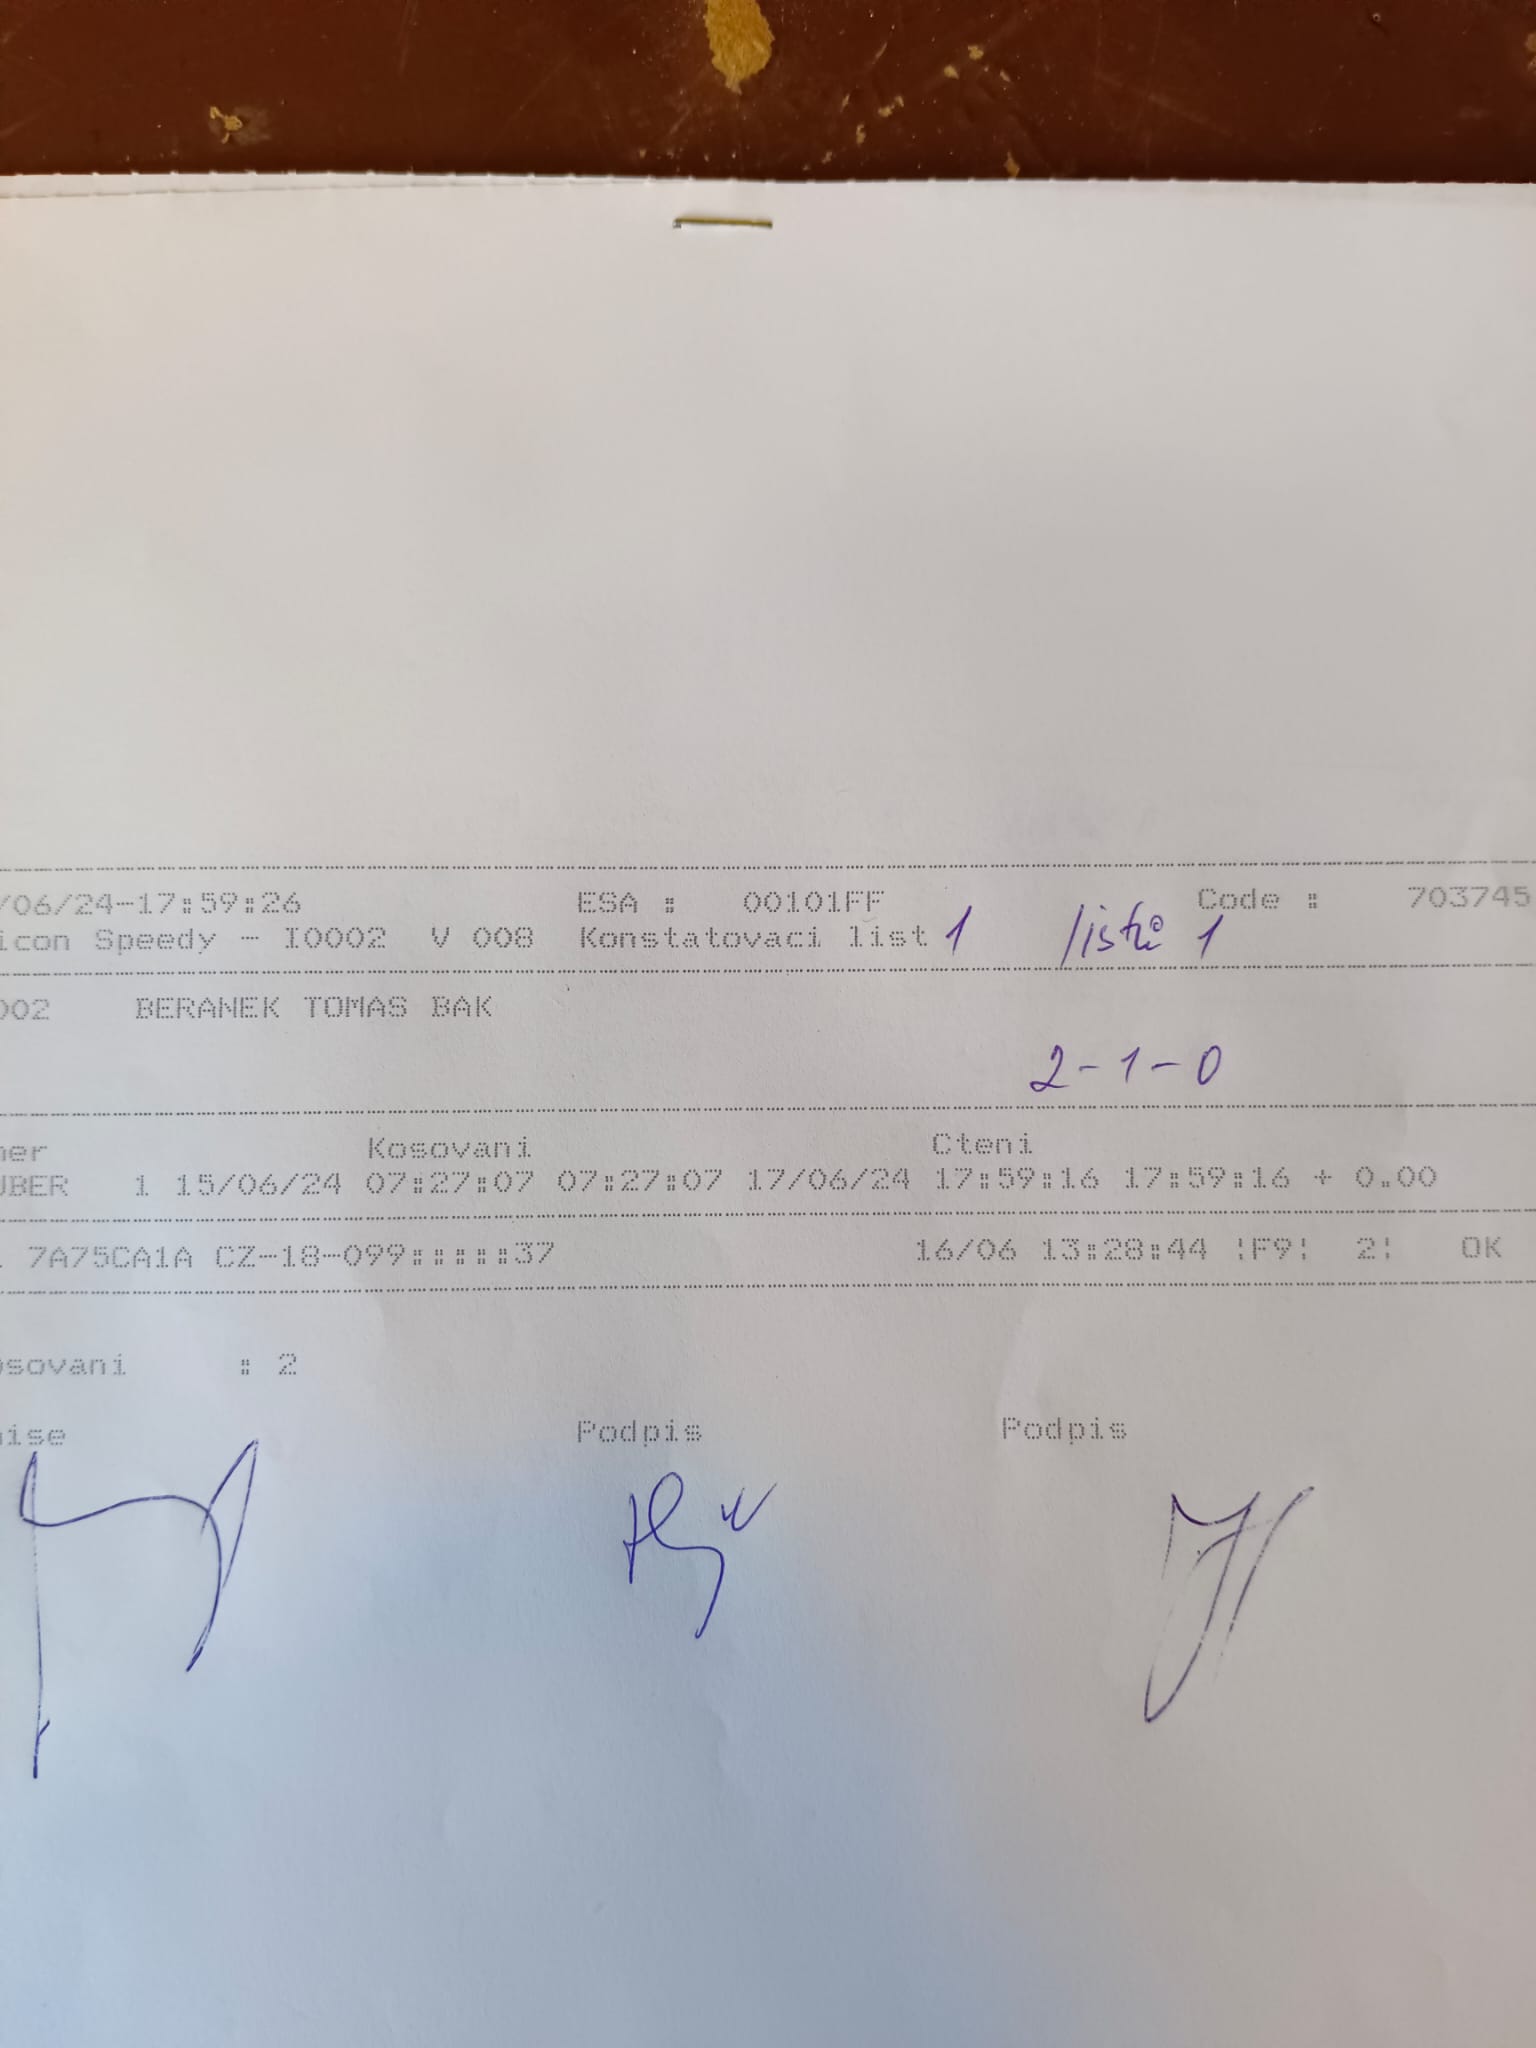 /06/24-17:59:26 ESA : 00101FF Code : 703745
icon Speedy - I0002 V 008 Konstatovaci list 1 listů 1
002 BERANEK TOMAS BAK
2-1-0
ner Kosovani Cteni
UBER 1 15/06/24 07:27:07 07:27:07 17/06/24 17:59:16 17:59:16 + 0.00
. 7A75CA1A CZ-18-099:::::37 16/06 13:28:44 ¦F9¦ 2¦ OK
osovani : 2
mise Podpis Podpis